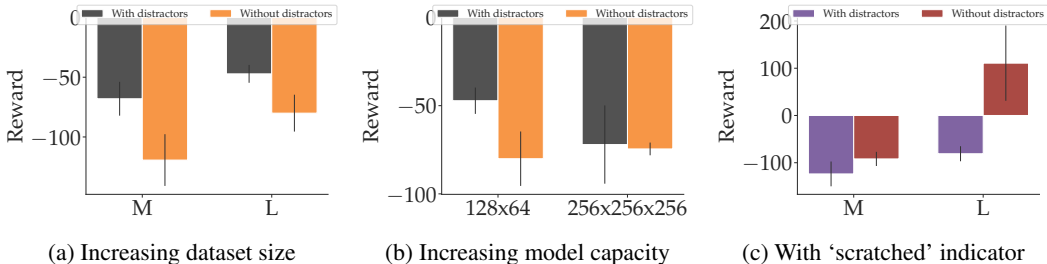 With distractors Without distractors
0
−50
−100
Reward
M L
(a) Increasing dataset size
With distractors Without distractors
0
−50
−100
Reward
128x64 256x256x256
(b) Increasing model capacity
With distractors Without distractors
200
100
0
−100
Reward
M L
(c) With ‘scratched’ indicator